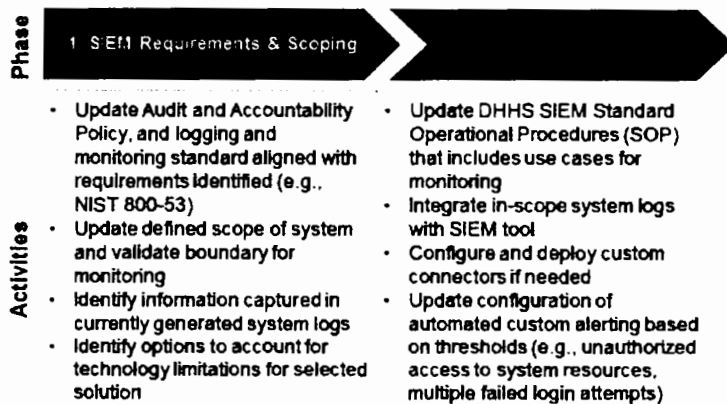 Phase
1 SIEM Requirements & Scoping
Activities
· Update Audit and Accountability
Policy, and logging and
monitoring standard aligned with
requirements identified (e.g.,
NIST 800-53)
· Update defined scope of system
and validate boundary for
monitoring
· Identify information captured in
currently generated system logs
· Identify options to account for
technology limitations for selected
solution
· Update DHHS SIEM Standard
Operational Procedures (SOP)
that includes use cases for
monitoring
· Integrate in-scope system logs
with SIEM tool
· Configure and deploy custom
connectors if needed
· Update configuration of
automated custom alerting based
on thresholds (e.g., unauthorized
access to system resources,
multiple failed login attempts)